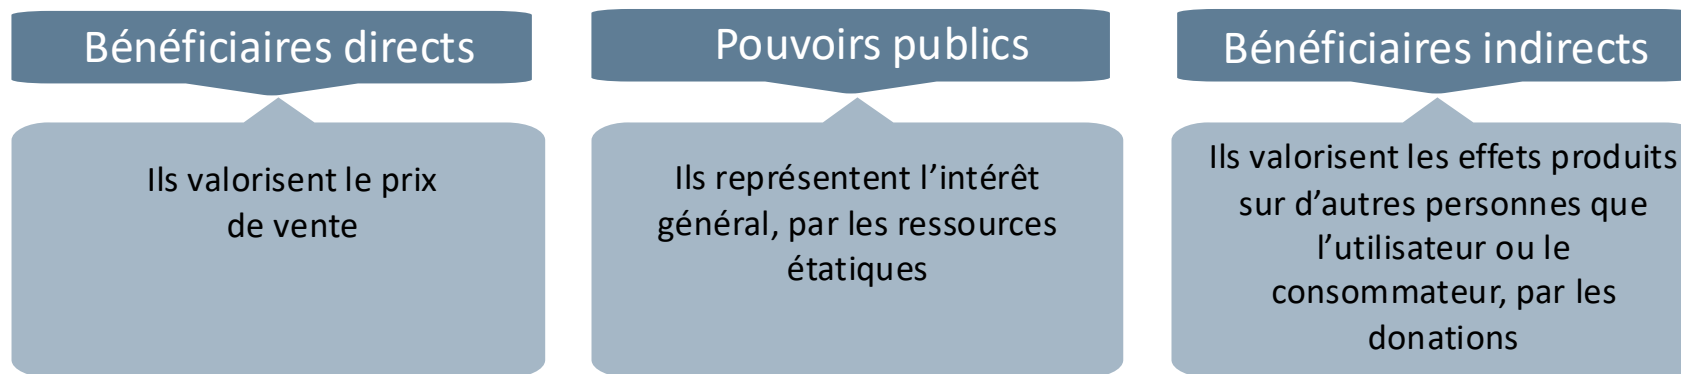 Bénéficiaires directs
Ils valorisent le prix
de vente
Pouvoirs publics
Ils représentent l’intérêt
général, par les ressources
étatiques
Bénéficiaires indirects
Ils valorisent les effets produits
sur d’autres personnes que
l’utilisateur ou le
consommateur, par les
donations